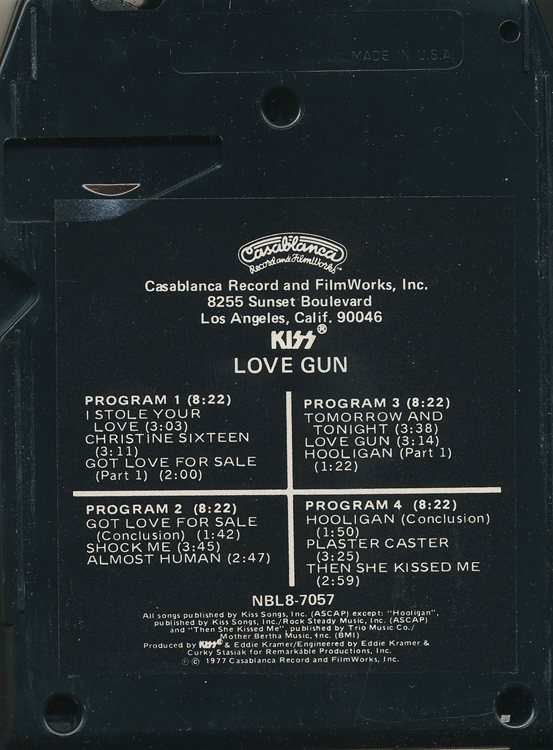 MADE IN U.S.A.
Casablanca
Record and FilmWorks™
Casablanca Record and FilmWorks, Inc.
8255 Sunset Boulevard
Los Angeles, Calif. 90046
KISS®
LOVE GUN
PROGRAM 1 (8:22)
I STOLE YOUR
LOVE (3:03)
CHRISTINE SIXTEEN
(3:11)
GOT LOVE FOR SALE
(Part 1) (2:00)
PROGRAM 3 (8:22)
TOMORROW AND
TONIGHT (3:38)
LOVE GUN (3:14)
HOOLIGAN (Part 1)
(1:22)
PROGRAM 2 (8:22)
GOT LOVE FOR SALE
(Conclusion) (1:42)
SHOCK ME (3:45)
ALMOST HUMAN (2:47)
PROGRAM 4 (8:22)
HOOLIGAN (Conclusion)
(1:50)
PLASTER CASTER
(3:25)
THEN SHE KISSED ME
(2:59)
NBL8-7057
All songs published by Kiss Songs, Inc. (ASCAP) except: "Hooligan",
published by Kiss Songs, Inc./Rock Steady Music, Inc. (ASCAP)
and "Then She Kissed Me", published by Trio Music Co./
Mother Bertha Music, Inc. (BMI)
Produced by KISS® & Eddie Kramer/Engineered by Eddie Kramer &
Corky Stasiak for Remarkable Productions, Inc.
℗ © 1977 Casablanca Record and FilmWorks, Inc.